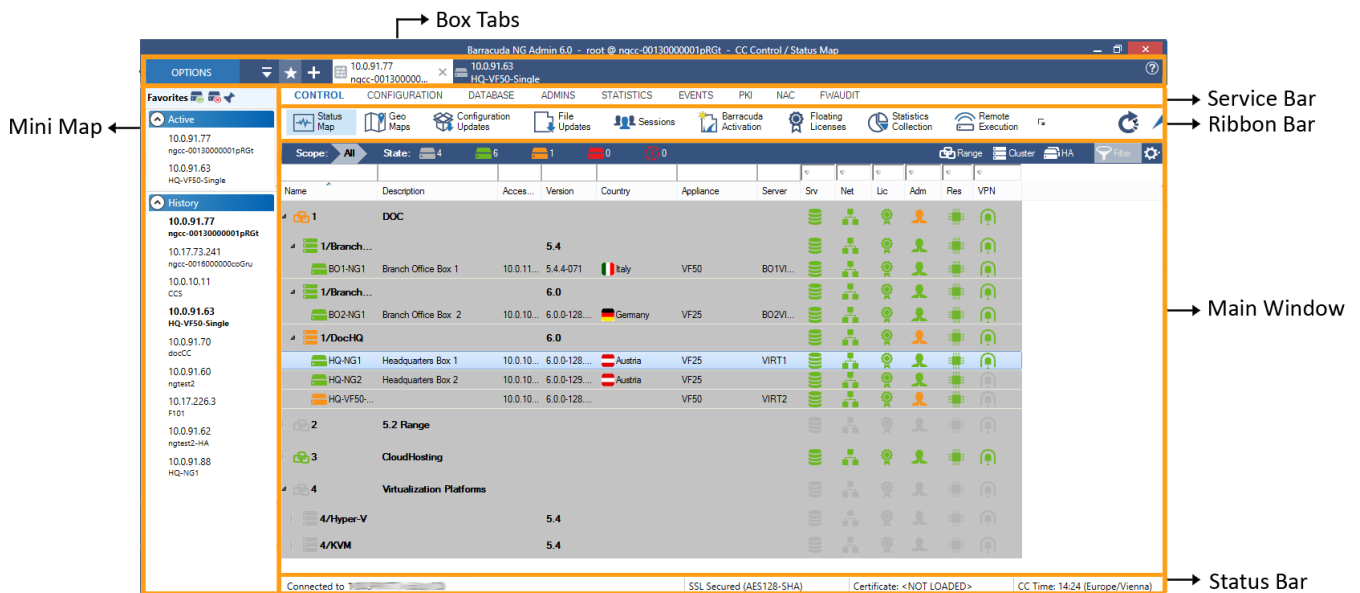 Box Tabs
Barracuda NG Admin 6.0 - root @ ngcc-00130000001pRGt - CC Control / Status Map
OPTIONS
10.0.91.77
ngcc-001300000...
10.0.91.63
HQ-VF50-Single
Favorites
CONTROL CONFIGURATION DATABASE ADMINS STATISTICS EVENTS PKI NAC FWAUDIT
Service Bar
Mini Map
Active
10.0.91.77
ngcc-00130000001pRGt
10.0.91.63
HQ-VF50-Single
History
10.0.91.77
ngcc-00130000001pRGt
10.17.73.241
ngcc-0016000000coGru
10.0.10.11
CCS
10.0.91.63
HQ-VF50-Single
10.0.91.70
docCC
10.0.91.60
ngtest2
10.17.226.3
F101
10.0.91.62
ngtest2-HA
10.0.91.88
HQ-NG1
Status Map
Geo Maps
Configuration Updates
File Updates
Sessions
Barracuda Activation
Floating Licenses
Statistics Collection
Remote Execution
Ribbon Bar
Scope: All State: 4 6 1 0 0 Range Cluster HA Filter
Name Description Acces... Version Country Appliance Server Srv Net Lic Adm Res VPN
1 DOC
1/Branch... 5.4
BO1-NG1 Branch Office Box 1 10.0.11... 5.4.4-071 Italy VF50 BO1VI...
1/Branch... 6.0
BO2-NG1 Branch Office Box 2 10.0.10... 6.0.0-128.... Germany VF25 BO2VI...
Main Window
1/DocHQ 6.0
HQ-NG1 Headquarters Box 1 10.0.10... 6.0.0-128.... Austria VF25 VIRT1
HQ-NG2 Headquarters Box 2 10.0.10... 6.0.0-129.... Austria VF25
HQ-VF50-... 10.0.10... 6.0.0-128.... VF50 VIRT2
2 5.2 Range
3 CloudHosting
4 Virtualization Platforms
4/Hyper-V 5.4
4/KVM 5.4
Connected to
SSL Secured (AES128-SHA)
Certificate: <NOT LOADED>
CC Time: 14:24 (Europe/Vienna)
Status Bar